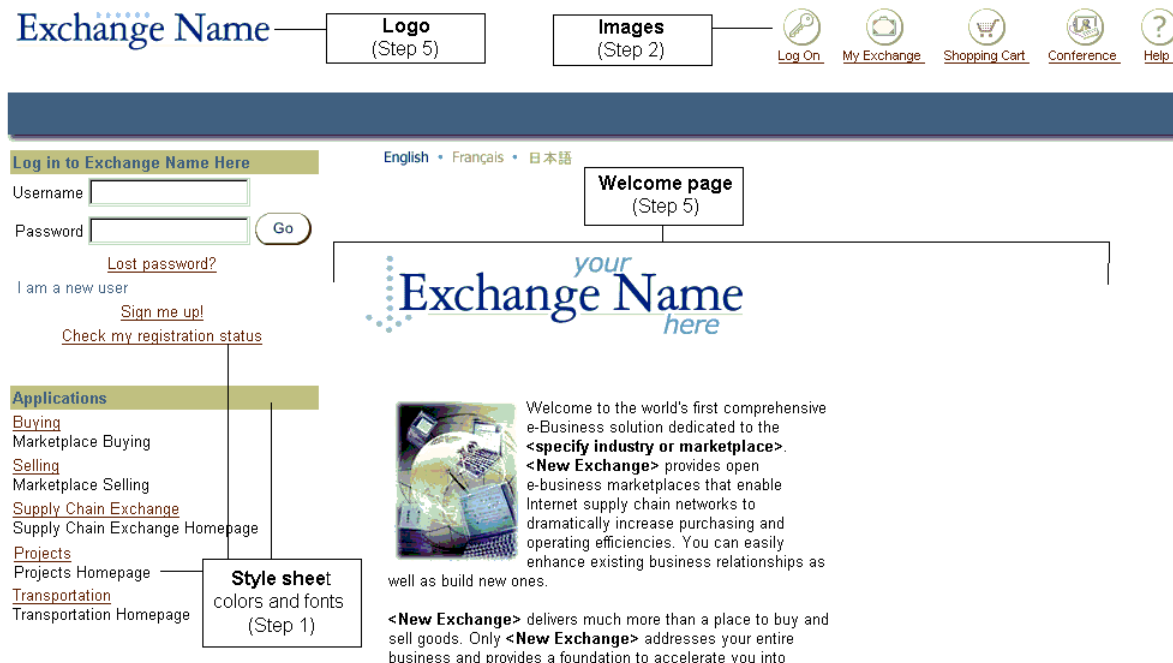 Exchange Name
Logo
(Step 5)
Images
(Step 2)
Log On
My Exchange
Shopping Cart
Conference
Help
Log in to Exchange Name Here
Username
Password
Go
Lost password?
I am a new user
Sign me up!
Check my registration status
English • Français • 日本語
Welcome page
(Step 5)
your
Exchange Name
here
Applications
Buying
Marketplace Buying
Selling
Marketplace Selling
Supply Chain Exchange
Supply Chain Exchange Homepage
Projects
Projects Homepage
Transportation
Transportation Homepage
Style sheet
colors and fonts
(Step 1)
Welcome to the world's first comprehensive
e-Business solution dedicated to the
<specify industry or marketplace>.
<New Exchange> provides open
e-business marketplaces that enable
Internet supply chain networks to
dramatically increase purchasing and
operating efficiencies. You can easily
enhance existing business relationships as
well as build new ones.
<New Exchange> delivers much more than a place to buy and
sell goods. Only <New Exchange> addresses your entire
business and provides a foundation to accelerate you into